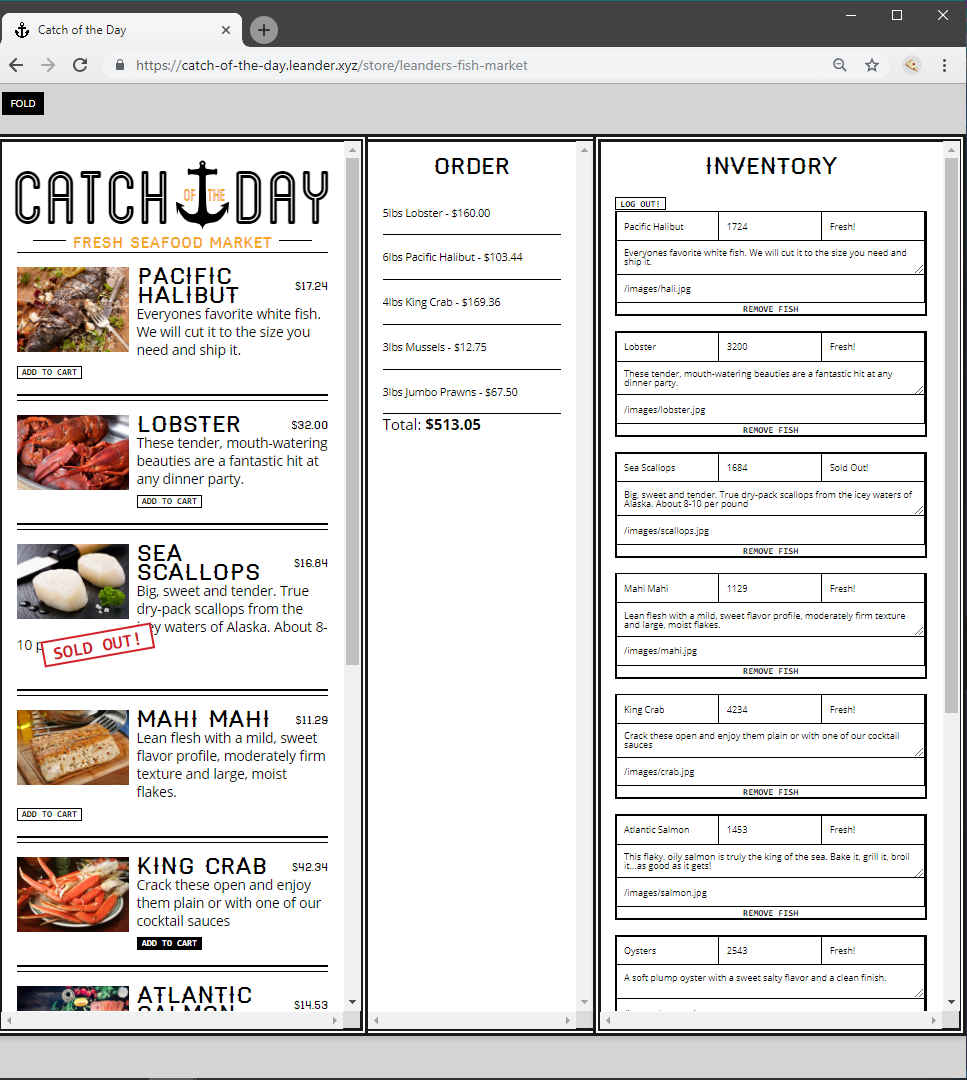 Catch of the Day
https://catch-of-the-day.leander.xyz/store/leanders-fish-market
FOLD
CATCH OF THE DAY
FRESH SEAFOOD MARKET
PACIFIC
HALIBUT
$17.24
Everyones favorite white fish.
We will cut it to the size you
need and ship it.
ADD TO CART
LOBSTER
$32.00
These tender, mouth-watering
beauties are a fantastic hit at
any dinner party.
ADD TO CART
SEA
SCALLOPS
$16.84
Big, sweet and tender. True
dry-pack scallops from the
icey waters of Alaska. About 8-
10 p
SOLD OUT!
MAHI MAHI
$11.29
Lean flesh with a mild, sweet
flavor profile, moderately firm
texture and large, moist
flakes.
ADD TO CART
KING CRAB
$42.34
Crack these open and enjoy
them plain or with one of our
cocktail sauces
ADD TO CART
ATLANTIC
SALMON
$14.53
ORDER
5lbs Lobster - $160.00
6lbs Pacific Halibut - $103.44
4lbs King Crab - $169.36
3lbs Mussels - $12.75
3lbs Jumbo Prawns - $67.50
Total: $513.05
INVENTORY
LOG OUT!
Pacific Halibut 1724 Fresh!
Everyones favorite white fish. We will cut it to the size you need and
ship it.
/images/hali.jpg
REMOVE FISH
Lobster 3200 Fresh!
These tender, mouth-watering beauties are a fantastic hit at any
dinner party.
/images/lobster.jpg
REMOVE FISH
Sea Scallops 1684 Sold Out!
Big, sweet and tender. True dry-pack scallops from the icey waters of
Alaska. About 8-10 per pound
/images/scallops.jpg
REMOVE FISH
Mahi Mahi 1129 Fresh!
Lean flesh with a mild, sweet flavor profile, moderately firm texture
and large, moist flakes.
/images/mahi.jpg
REMOVE FISH
King Crab 4234 Fresh!
Crack these open and enjoy them plain or with one of our cocktail
sauces
/images/crab.jpg
REMOVE FISH
Atlantic Salmon 1453 Fresh!
This flaky, oily salmon is truly the king of the sea. Bake it, grill it, broil
it...as good as it gets!
/images/salmon.jpg
REMOVE FISH
Oysters 2543 Fresh!
A soft plump oyster with a sweet salty flavor and a clean finish.